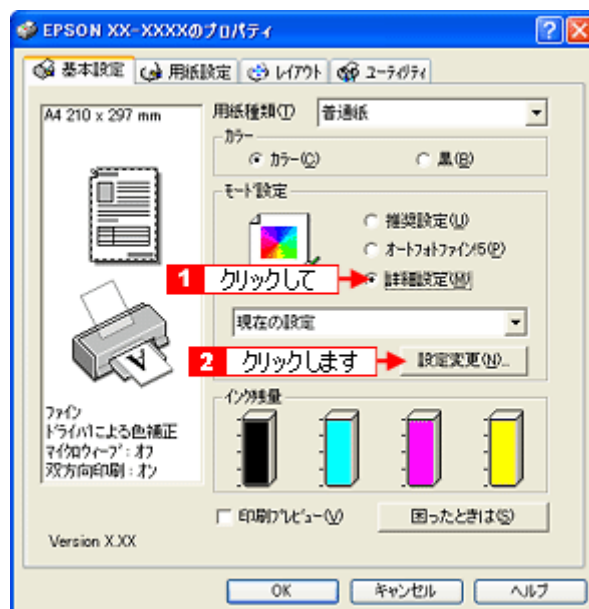 EPSON XX-XXXXのプロパティ
基本設定 用紙設定 レイアウト ユーティリティ
A4 210 x 297 mm
用紙種類(T) 普通紙
カラー
カラー(C) 黒(B)
モード設定
推奨設定(U)
オートフォトファイン!5(P)
1 クリックして 詳細設定(M)
現在の設定
2 クリックします 設定変更(N)...
ファイン
ドライバによる色補正
マイクロウィーブ : オフ
双方向印刷 : オン
インク残量
印刷プレビュー(V) 困ったときは(S)
Version X.XX
OK キャンセル ヘルプ